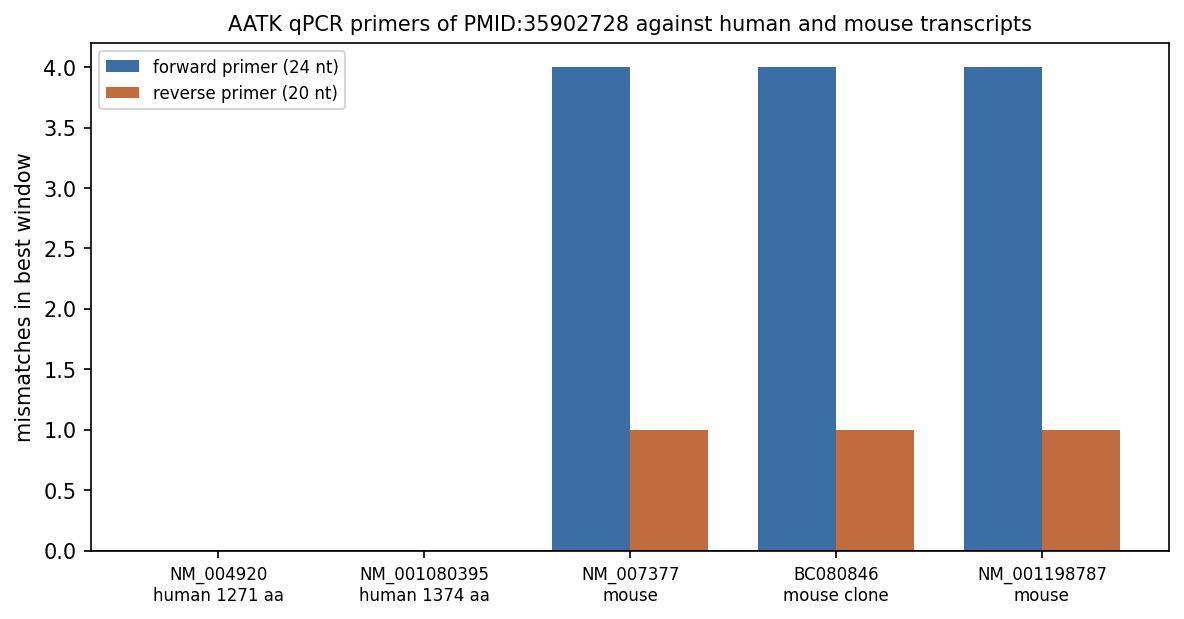 AATK qPCR primers of PMID:35902728 against human and mouse transcripts
forward primer (24 nt)
reverse primer (20 nt)
mismatches in best window
4.0
3.5
3.0
2.5
2.0
1.5
1.0
0.5
0.0
NM_004920
human 1271 aa
NM_001080395
human 1374 aa
NM_007377
mouse
BC080846
mouse clone
NM_001198787
mouse